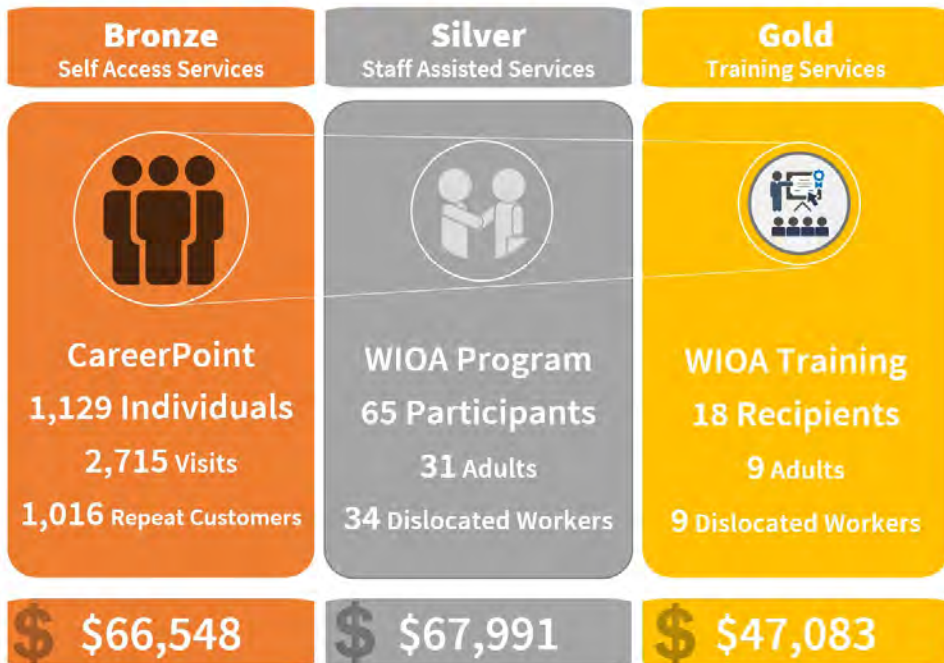 Bronze
Self Access Services
CareerPoint
1,129 Individuals
2,715 Visits
1,016 Repeat Customers
$ $66,548
Silver
Staff Assisted Services
WIOA Program
65 Participants
31 Adults
34 Dislocated Workers
$ $67,991
Gold
Training Services
WIOA Training
18 Recipients
9 Adults
9 Dislocated Workers
$ $47,083